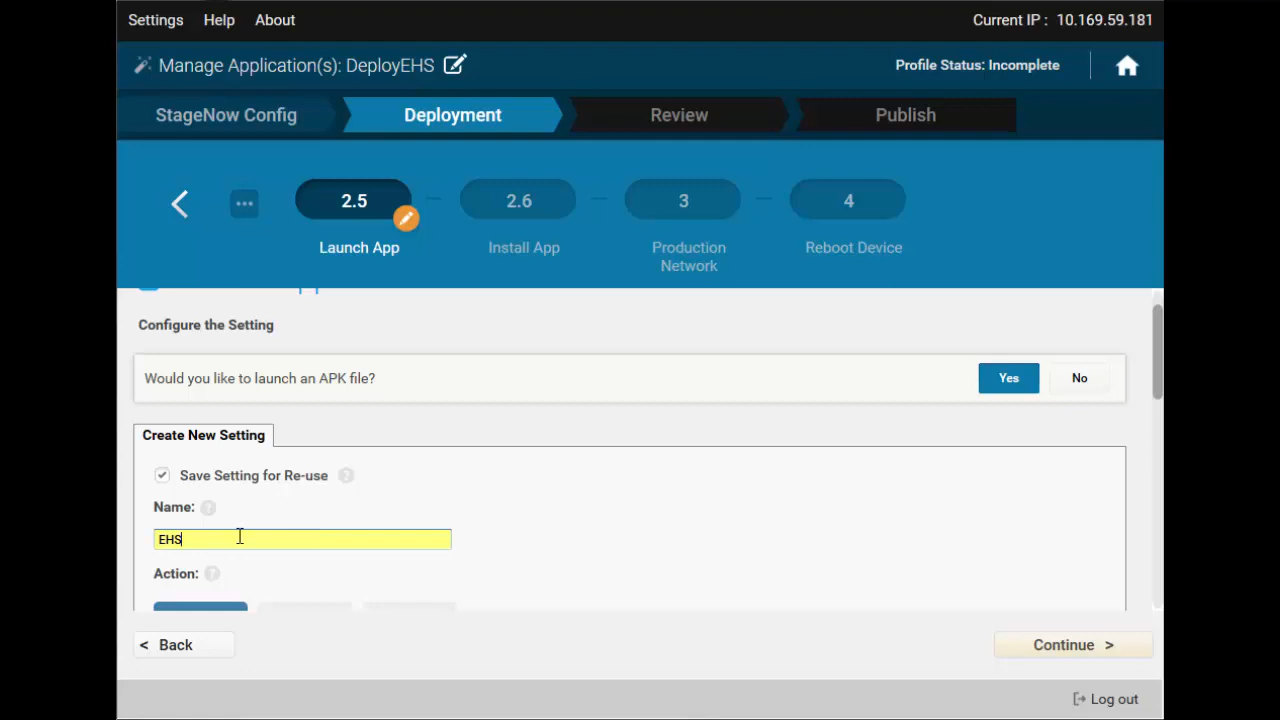 Settings Help About Current IP : 10.169.59.181
Manage Application(s): DeployEHS Profile Status: Incomplete
StageNow Config Deployment Review Publish
2.5 2.6 3 4
Launch App Install App Production Network Reboot Device
Configure the Setting
Would you like to launch an APK file? Yes No
Create New Setting
Save Setting for Re-use ?
Name: ?
EHS
Action: ?
< Back Continue >
Log out